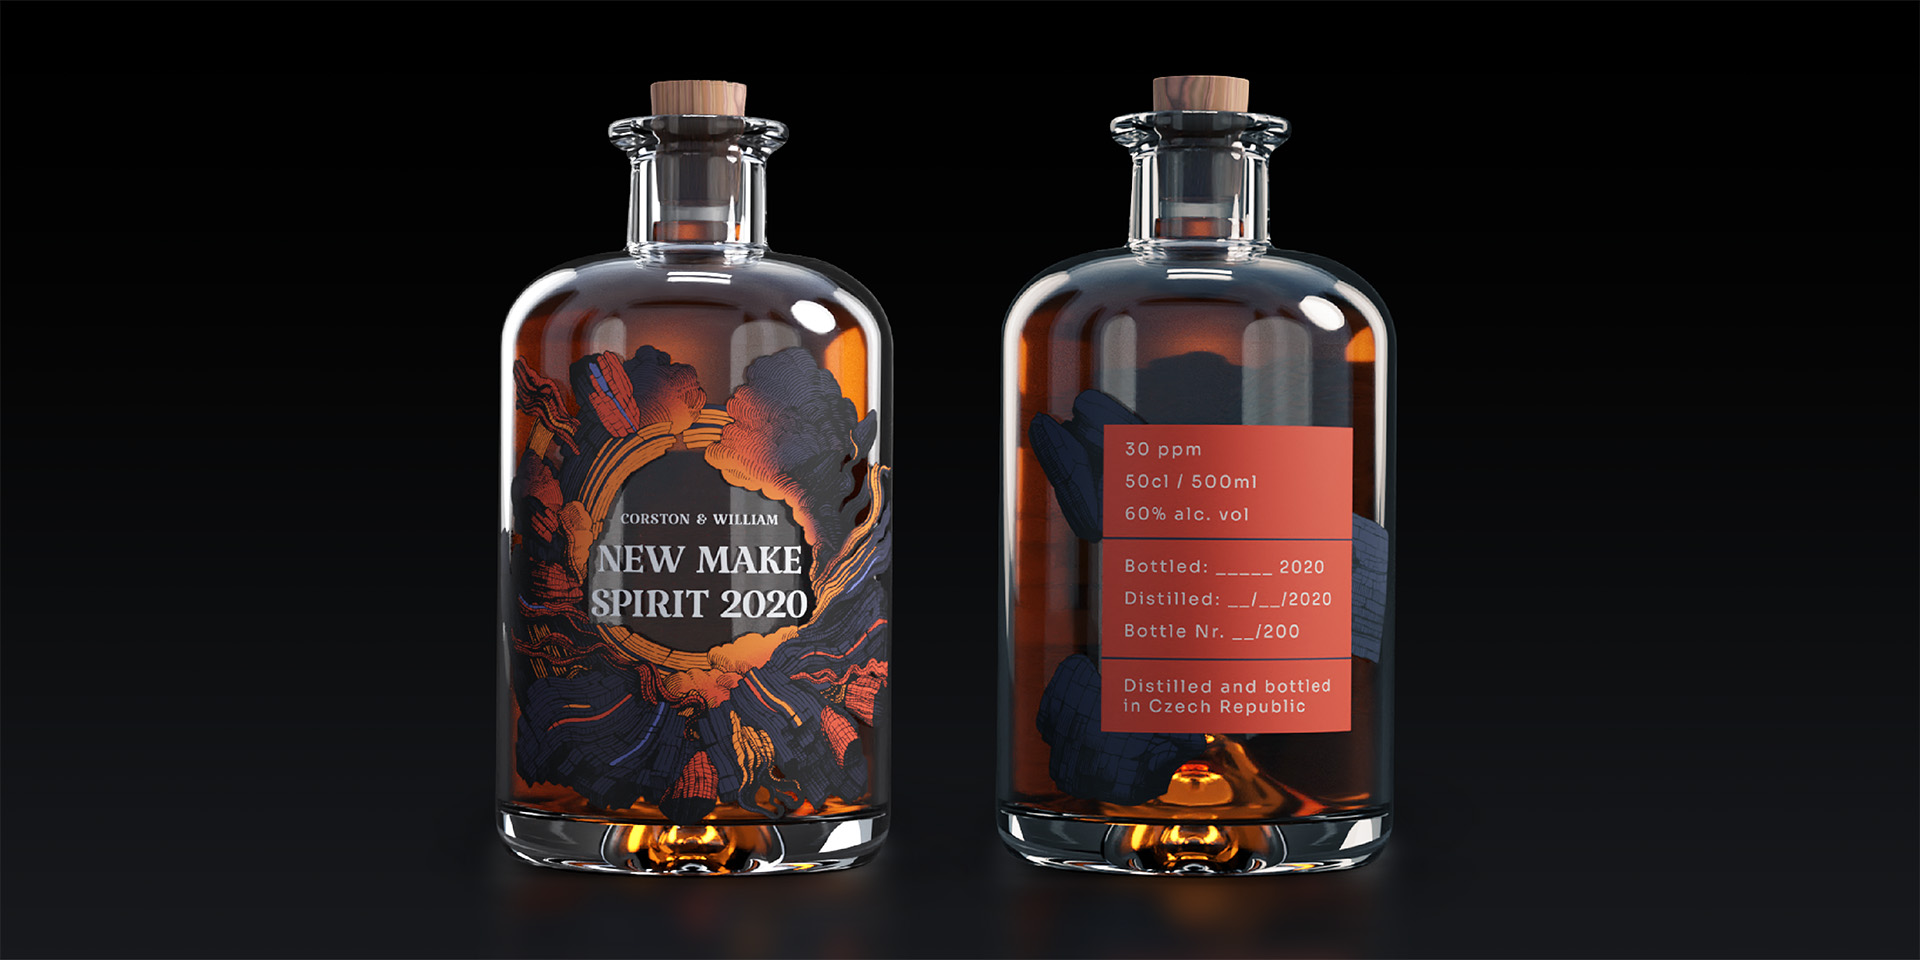 CORSTON & WILLIAM
NEW MAKE
SPIRIT 2020
30 ppm
50cl / 500ml
60% alc. vol
Bottled: _____ 2020
Distilled: __/__/2020
Bottle Nr. __/200
Distilled and bottled
in Czech Republic